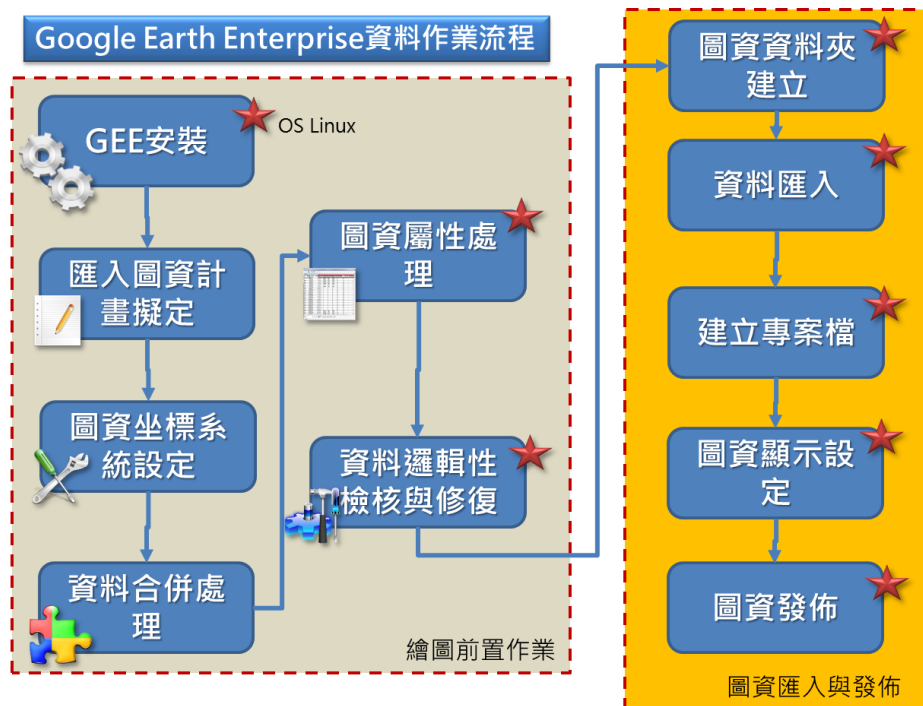 Google Earth Enterprise資料作業流程
GEE安裝
OS Linux
匯入圖資計
畫擬定
圖資坐標系
統設定
資料合併處
理
圖資屬性處
理
資料邏輯性
檢核與修復
繪圖前置作業
圖資資料夾
建立
資料匯入
建立專案檔
圖資顯示設
定
圖資發佈
圖資匯入與發佈